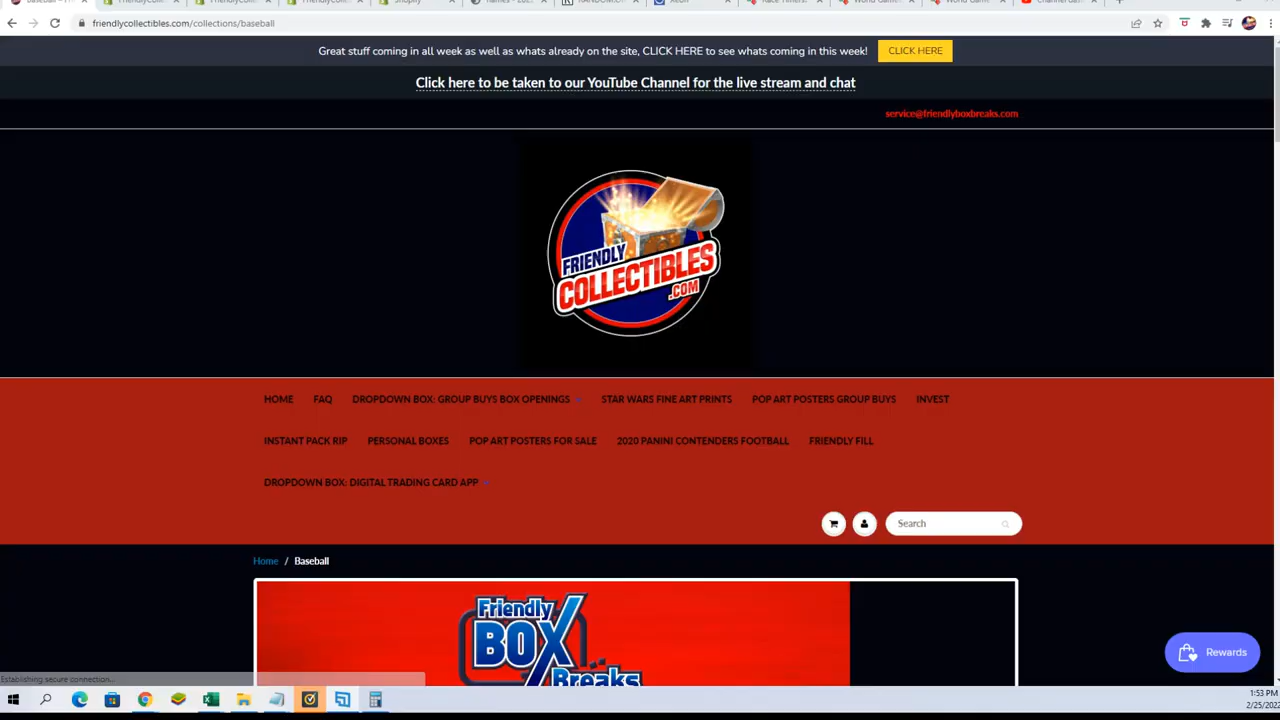 Shopify
friendlycollectibles.com/collections/baseball
Great stuff coming in all week as well as whats already on the site, CLICK HERE to see whats coming in this week!
CLICK HERE
Click here to be taken to our YouTube Channel for the live stream and chat
service@friendlyboxbreaks.com
FRIENDLY
COLLECTIBLES
.COM
HOME FAQ DROPDOWN BOX: GROUP BUYS BOX OPENINGS STAR WARS FINE ART PRINTS POP ART POSTERS GROUP BUYS INVEST
INSTANT PACK RIP PERSONAL BOXES POP ART POSTERS FOR SALE 2020 PANINI CONTENDERS FOOTBALL FRIENDLY FILL
DROPDOWN BOX: DIGITAL TRADING CARD APP
Search
Home / Baseball
Friendly
BOX
Breaks
Rewards
Establishing secure connection...
1:53 PM